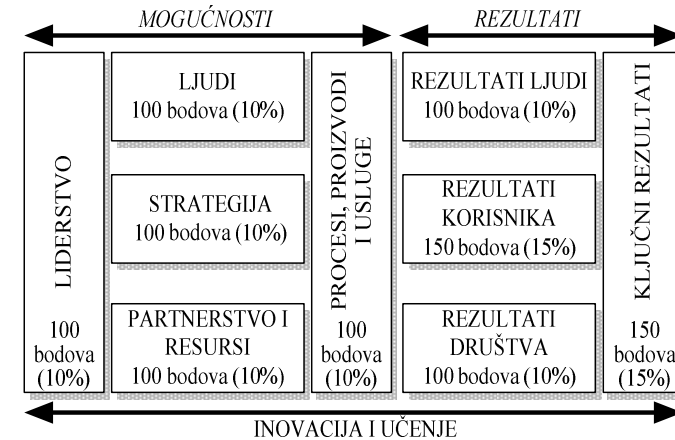 MOGUĆNOSTI
REZULTATI
LIDERSTVO
100
bodova
(10%)
LJUDI
100 bodova (10%)
STRATEGIJA
100 bodova (10%)
PARTNERSTVO I
RESURSI
100 bodova (10%)
PROCESI, PROIZVODI
I USLUGE
100
bodova
(10%)
REZULTATI LJUDI
100 bodova (10%)
REZULTATI
KORISNIKA
150 bodova (15%)
REZULTATI
DRUŠTVA
100 bodova (10%)
KLJUČNI REZULTATI
150
bodova
(15%)
INOVACIJA I UČENJE